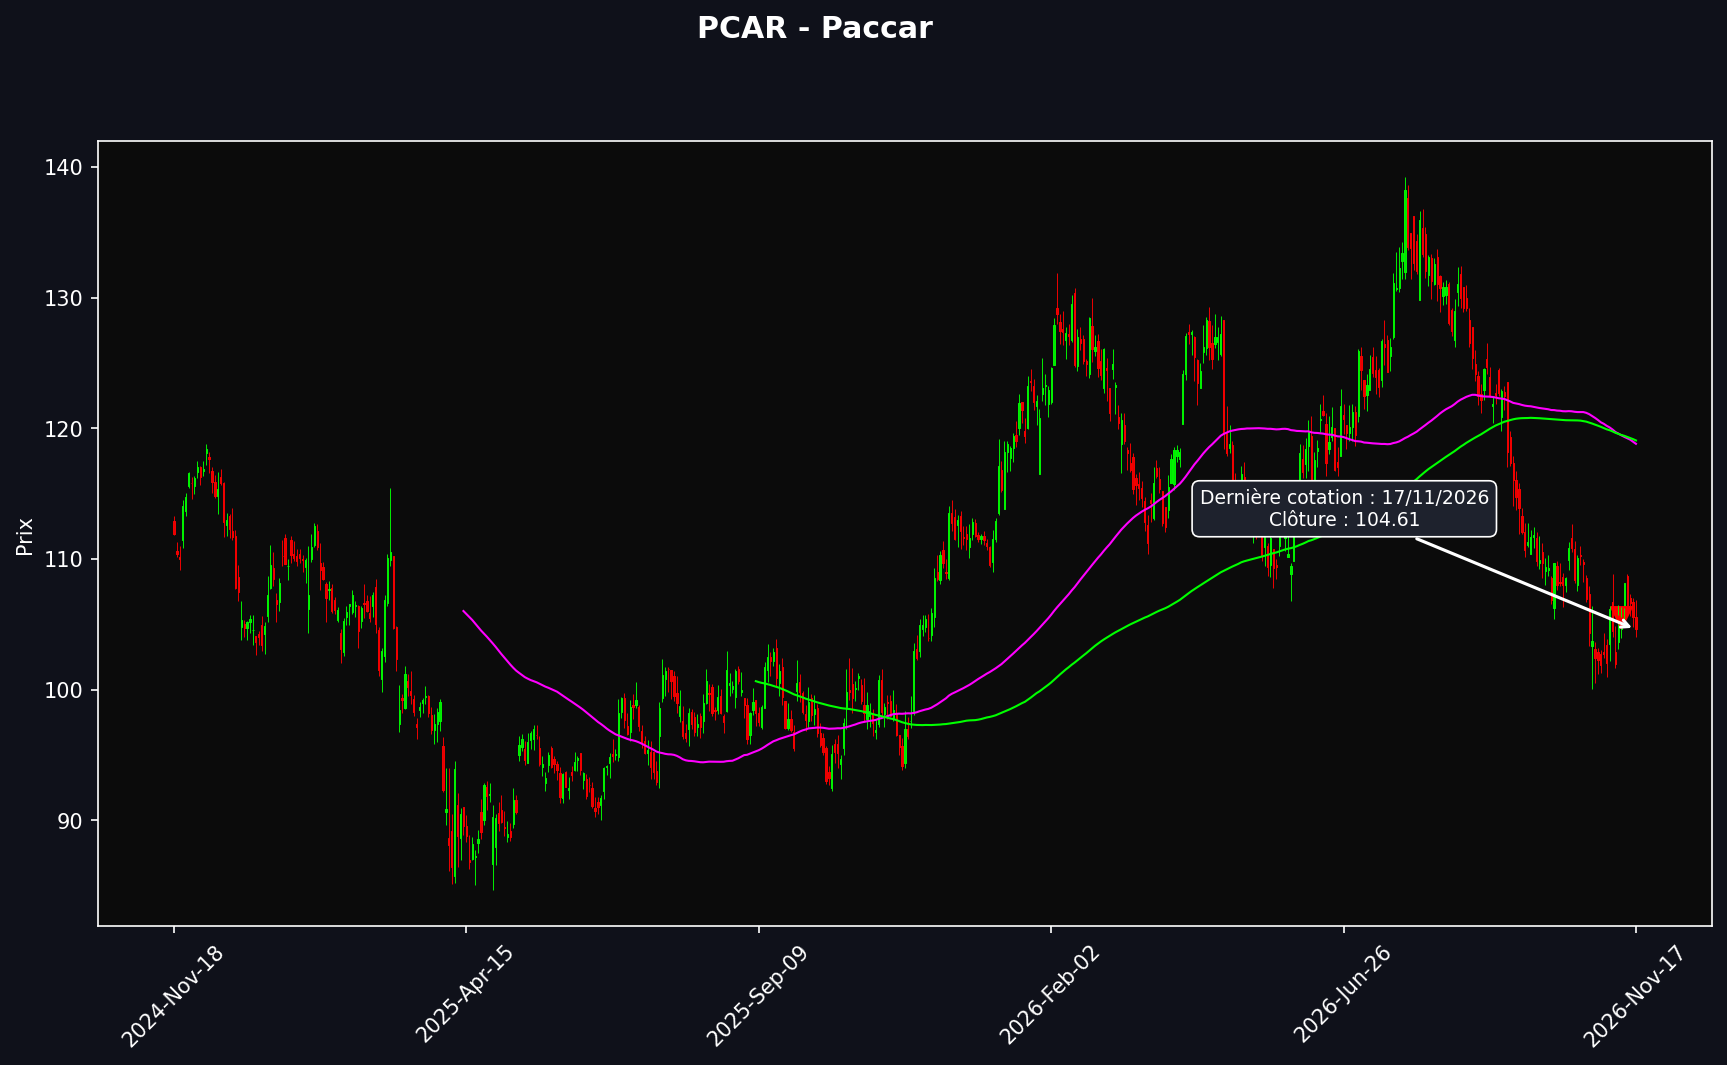 PCAR - Paccar
Prix
140
130
120
110
100
90
Dernière cotation : 17/11/2026
Clôture : 104.61
2024-Nov-18
2025-Apr-15
2025-Sep-09
2026-Feb-02
2026-Jun-26
2026-Nov-17